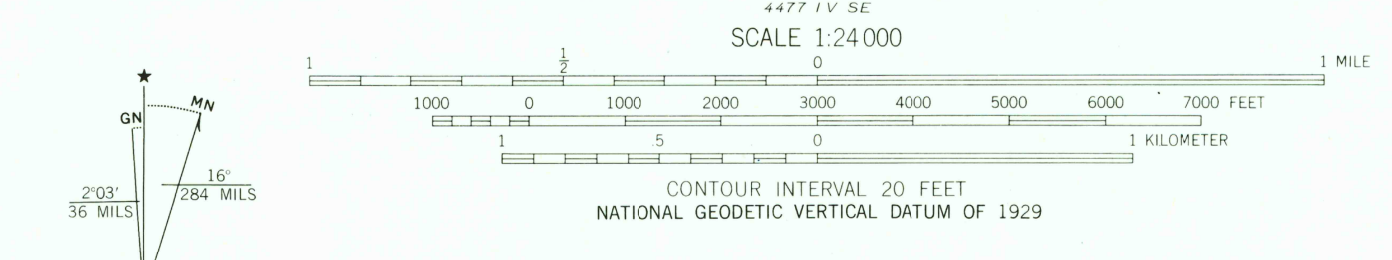 4477 IV SE
SCALE 1:24 000
1 1/2 0 1 MILE
1000 0 1000 2000 3000 4000 5000 6000 7000 FEET
1 .5 0 1 KILOMETER
CONTOUR INTERVAL 20 FEET
NATIONAL GEODETIC VERTICAL DATUM OF 1929
★
GN
MN
2°03′
36 MILS
16°
284 MILS